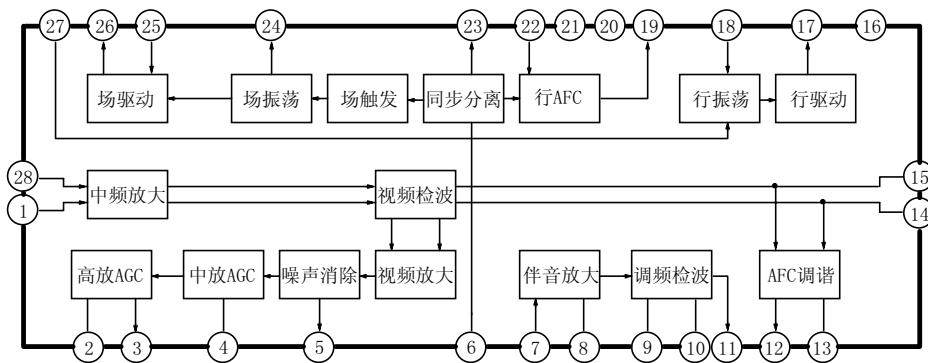 27 26 25 24 23 22 21 20 19 18 17 16
场驱动 场振荡 场触发 同步分离 行AFC 行振荡 行驱动
28 中频放大 视频检波 15
1 14
高放AGC 中放AGC 噪声消除 视频放大 伴音放大 调频检波 AFC调谐
2 3 4 5 6 7 8 9 10 11 12 13